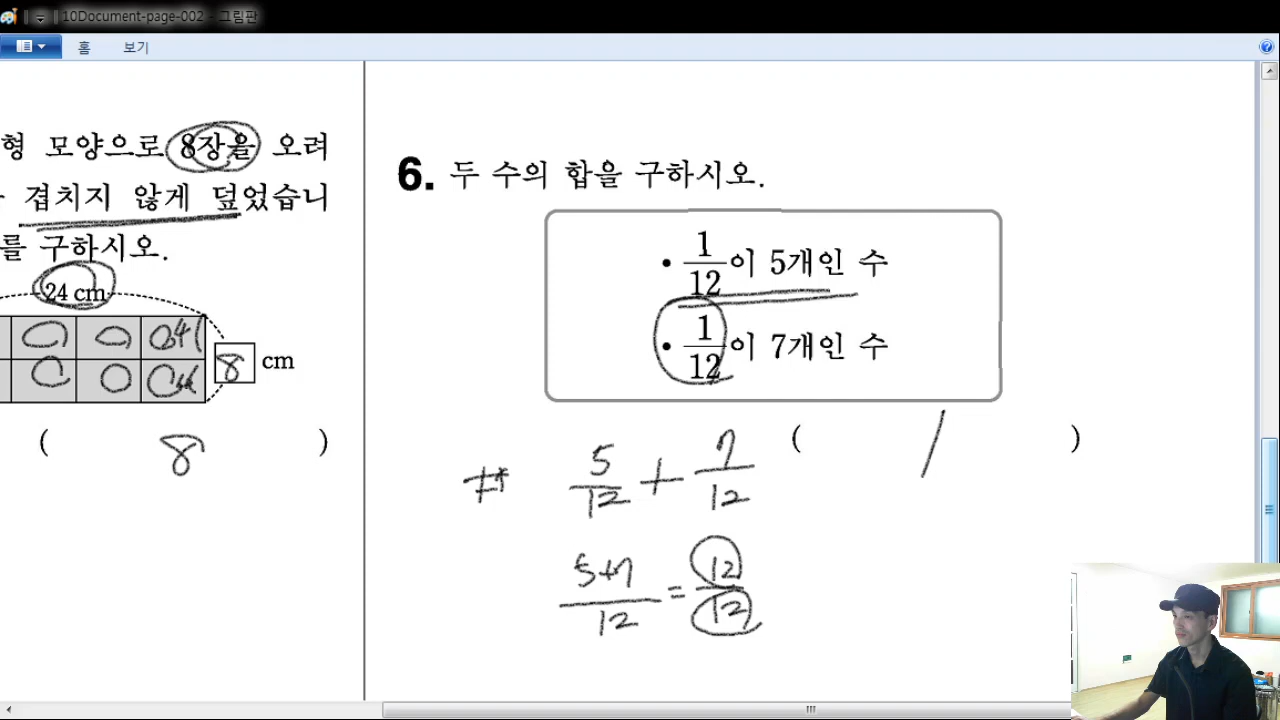 10Document-page-002 - 그림판
홈 보기
형 모양으로 8장을 오려
겹치지 않게 덮었습니
를 구하시오.
24 cm
8 cm
( 8 )
6. 두 수의 합을 구하시오.
• 1/12이 5개인 수
• 1/12이 7개인 수
( 1 )
5/12 + 7/12
5+7/12 = 12/12